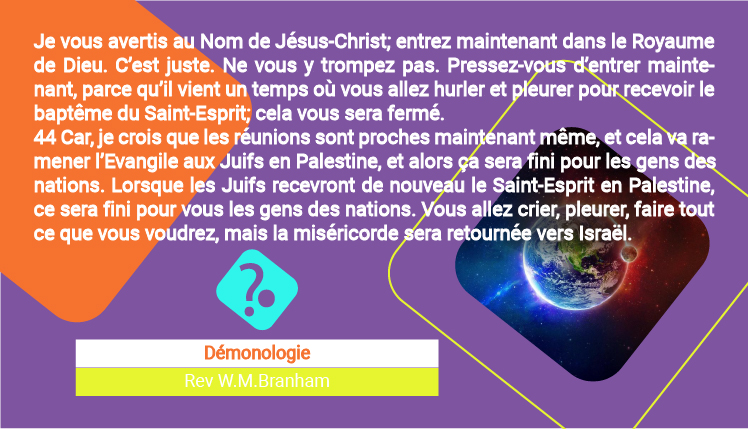 Je vous avertis au Nom de Jésus-Christ; entrez maintenant dans le Royaume
de Dieu. C'est juste. Ne vous y trompez pas. Pressez-vous d'entrer mainte-
nant, parce qu'il vient un temps où vous allez hurler et pleurer pour recevoir le
baptême du Saint-Esprit; cela vous sera fermé.
44 Car, je crois que les réunions sont proches maintenant même, et cela va ra-
mener l'Evangile aux Juifs en Palestine, et alors ça sera fini pour les gens des
nations. Lorsque les Juifs recevront de nouveau le Saint-Esprit en Palestine,
ce sera fini pour vous les gens des nations. Vous allez crier, pleurer, faire tout
ce que vous voudrez, mais la miséricorde sera retournée vers Israël.
?
Démonologie
Rev W.M.Branham